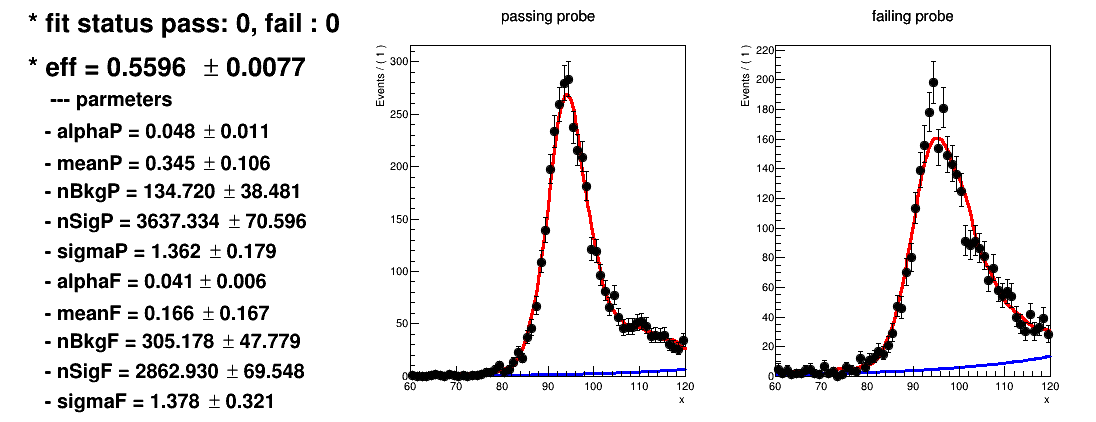 * fit status pass: 0, fail : 0
* eff = 0.5596 ± 0.0077
--- parmeters
- alphaP = 0.048 ± 0.011
- meanP = 0.345 ± 0.106
- nBkgP = 134.720 ± 38.481
- nSigP = 3637.334 ± 70.596
- sigmaP = 1.362 ± 0.179
- alphaF = 0.041 ± 0.006
- meanF = 0.166 ± 0.167
- nBkgF = 305.178 ± 47.779
- nSigF = 2862.930 ± 69.548
- sigmaF = 1.378 ± 0.321
passing probe
Events / ( 1 )
300
250
200
150
100
50
0
60 70 80 90 100 110 120
x
failing probe
Events / ( 1 )
220
200
180
160
140
120
100
80
60
40
20
0
60 70 80 90 100 110 120
x